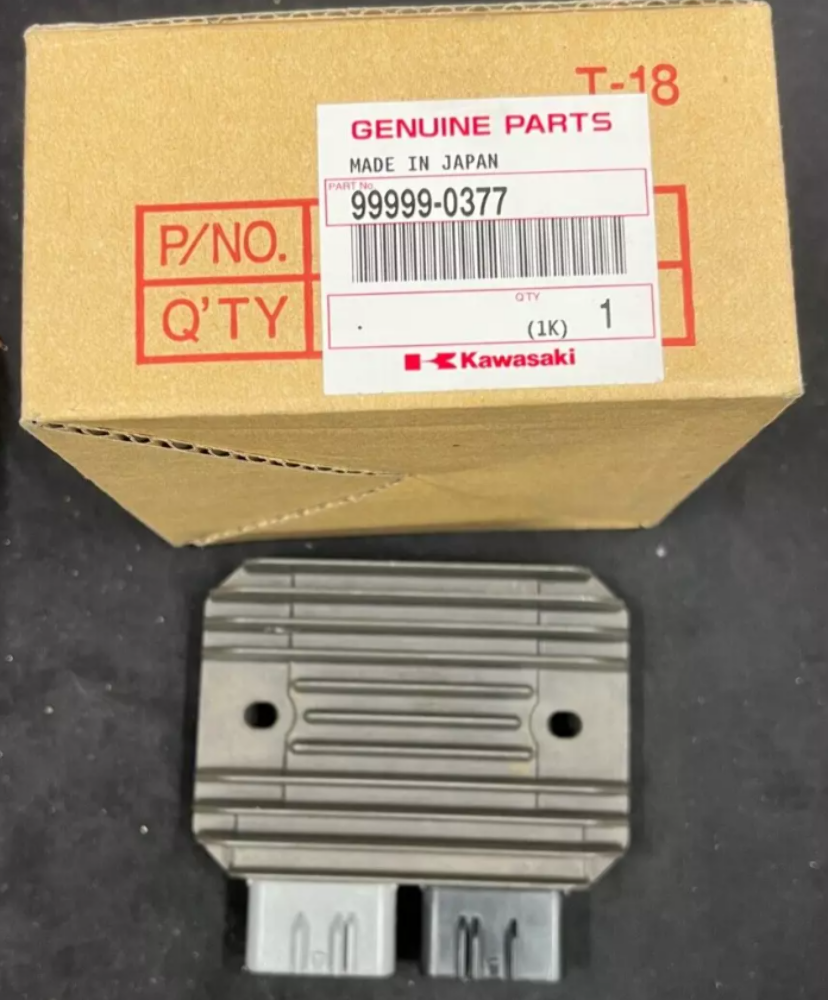 T-18
GENUINE PARTS
MADE IN JAPAN
PART No.
99999-0377
P/NO.
Q'TY
QTY
(1K) 1
Kawasaki